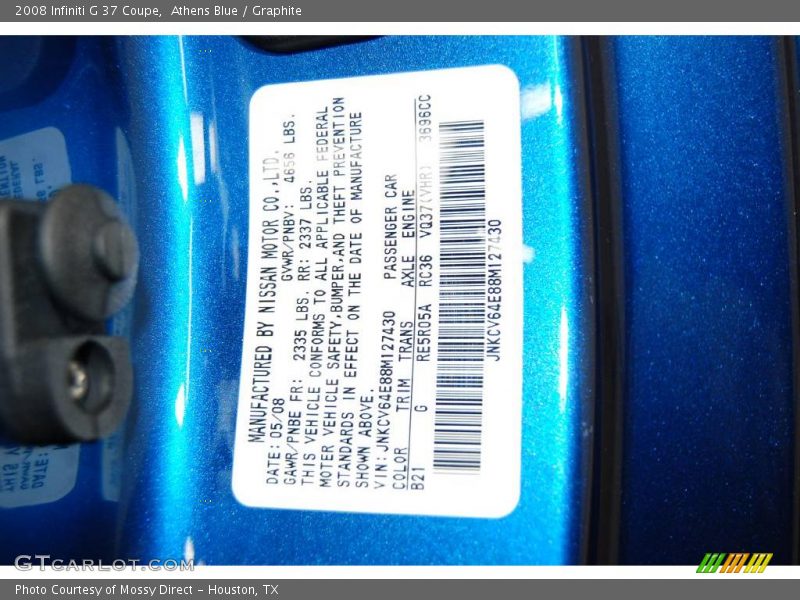 2008 Infiniti G 37 Coupe,  Athens Blue / Graphite
MANUFACTURED BY NISSAN MOTOR CO.,LTD.
DATE: 05/08 GVWR/PNBV: 4656 LBS.
GAWR/PNBE FR: 2335 LBS. RR: 2337 LBS.
THIS VEHICLE CONFORMS TO ALL APPLICABLE FEDERAL
MOTER VEHICLE SAFETY,BUMPER,AND THEFT PREVENTION
STANDARDS IN EFFECT ON THE DATE OF MANUFACTURE
SHOWN ABOVE.
VIN: JNKCV64E88M127430 PASSENGER CAR
COLOR TRIM TRANS AXLE ENGINE
B21 G RE5R05A RC36 VQ37(VHR) 3696CC
JNKCV64E88M127430
GTCARLOT.COM
Photo Courtesy of Mossy Direct – Houston, TX